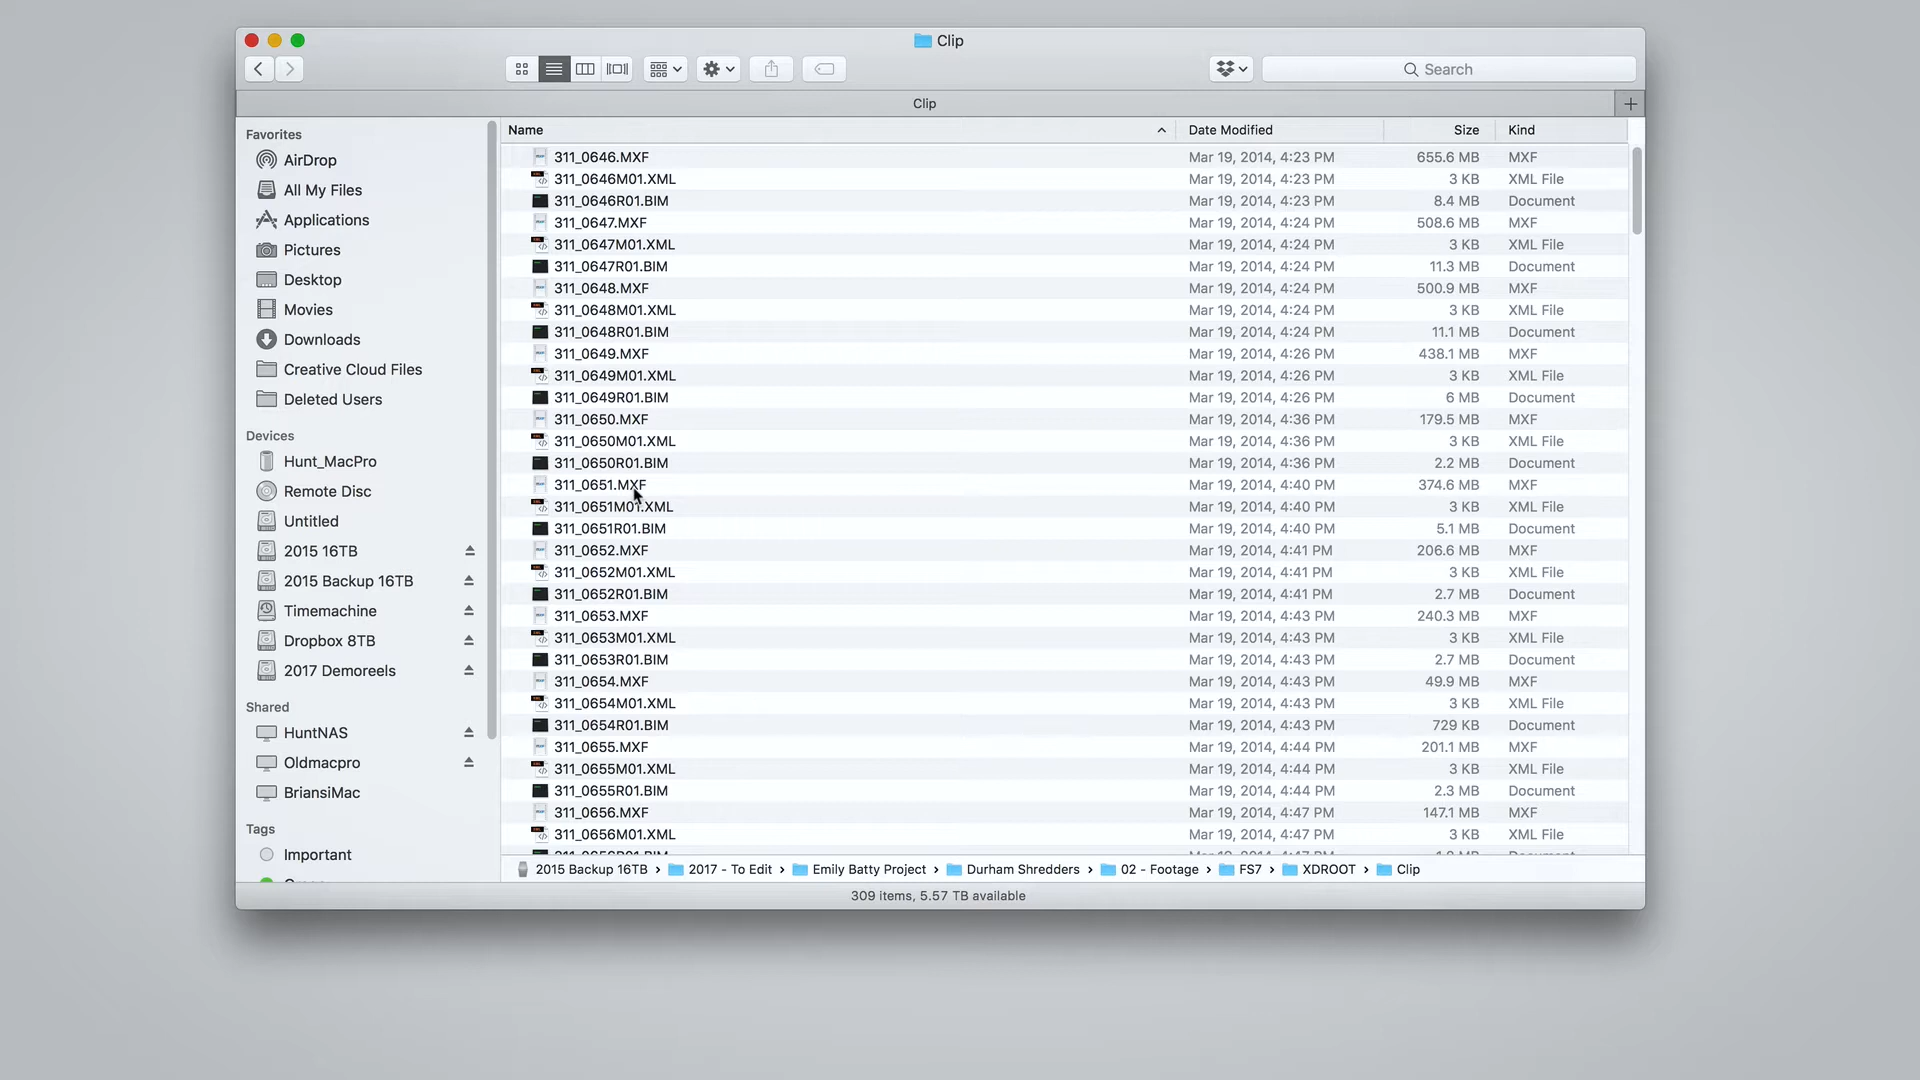 Clip
Search
Clip
Favorites
AirDrop
All My Files
Applications
Pictures
Desktop
Movies
Downloads
Creative Cloud Files
Deleted Users
Devices
Hunt_MacPro
Remote Disc
Untitled
2015 16TB
2015 Backup 16TB
Timemachine
Dropbox 8TB
2017 Demoreels
Shared
HuntNAS
Oldmacpro
BriansiMac
Tags
Important
Name Date Modified Size Kind
311_0646.MXF Mar 19, 2014, 4:23 PM 655.6 MB MXF
311_0646M01.XML Mar 19, 2014, 4:23 PM 3 KB XML File
311_0646R01.BIM Mar 19, 2014, 4:23 PM 8.4 MB Document
311_0647.MXF Mar 19, 2014, 4:24 PM 508.6 MB MXF
311_0647M01.XML Mar 19, 2014, 4:24 PM 3 KB XML File
311_0647R01.BIM Mar 19, 2014, 4:24 PM 11.3 MB Document
311_0648.MXF Mar 19, 2014, 4:24 PM 500.9 MB MXF
311_0648M01.XML Mar 19, 2014, 4:24 PM 3 KB XML File
311_0648R01.BIM Mar 19, 2014, 4:24 PM 11.1 MB Document
311_0649.MXF Mar 19, 2014, 4:26 PM 438.1 MB MXF
311_0649M01.XML Mar 19, 2014, 4:26 PM 3 KB XML File
311_0649R01.BIM Mar 19, 2014, 4:26 PM 6 MB Document
311_0650.MXF Mar 19, 2014, 4:36 PM 179.5 MB MXF
311_0650M01.XML Mar 19, 2014, 4:36 PM 3 KB XML File
311_0650R01.BIM Mar 19, 2014, 4:36 PM 2.2 MB Document
311_0651.MXF Mar 19, 2014, 4:40 PM 374.6 MB MXF
311_0651M01.XML Mar 19, 2014, 4:40 PM 3 KB XML File
311_0651R01.BIM Mar 19, 2014, 4:40 PM 5.1 MB Document
311_0652.MXF Mar 19, 2014, 4:41 PM 206.6 MB MXF
311_0652M01.XML Mar 19, 2014, 4:41 PM 3 KB XML File
311_0652R01.BIM Mar 19, 2014, 4:41 PM 2.7 MB Document
311_0653.MXF Mar 19, 2014, 4:43 PM 240.3 MB MXF
311_0653M01.XML Mar 19, 2014, 4:43 PM 3 KB XML File
311_0653R01.BIM Mar 19, 2014, 4:43 PM 2.7 MB Document
311_0654.MXF Mar 19, 2014, 4:43 PM 49.9 MB MXF
311_0654M01.XML Mar 19, 2014, 4:43 PM 3 KB XML File
311_0654R01.BIM Mar 19, 2014, 4:43 PM 729 KB Document
311_0655.MXF Mar 19, 2014, 4:44 PM 201.1 MB MXF
311_0655M01.XML Mar 19, 2014, 4:44 PM 3 KB XML File
311_0655R01.BIM Mar 19, 2014, 4:44 PM 2.3 MB Document
311_0656.MXF Mar 19, 2014, 4:47 PM 147.1 MB MXF
311_0656M01.XML Mar 19, 2014, 4:47 PM 3 KB XML File
2015 Backup 16TB › 2017 - To Edit › Emily Batty Project › Durham Shredders › 02 - Footage › FS7 › XDROOT › Clip
309 items, 5.57 TB available